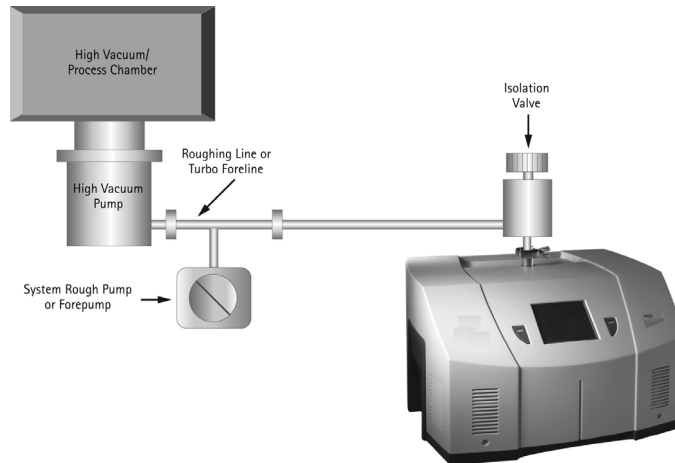 High Vacuum/
Process Chamber
Isolation
Valve
Roughing Line or
Turbo Foreline
High Vacuum
Pump
System Rough Pump
or Forepump